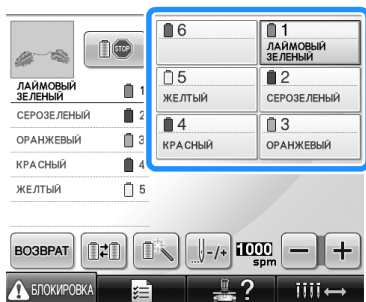 STOP
ЛАЙМОВЫЙ
ЗЕЛЕНЫЙ 1
СЕРОЗЕЛЕНЫЙ 2
ОРАНЖЕВЫЙ 3
КРАСНЫЙ 4
ЖЕЛТЫЙ 5
6
1
ЛАЙМОВЫЙ
ЗЕЛЕНЫЙ
5
ЖЕЛТЫЙ
2
СЕРОЗЕЛЕНЫЙ
4
КРАСНЫЙ
3
ОРАНЖЕВЫЙ
ВОЗВРАТ
-/+
1000
spm
− +
БЛОКИРОВКА
?